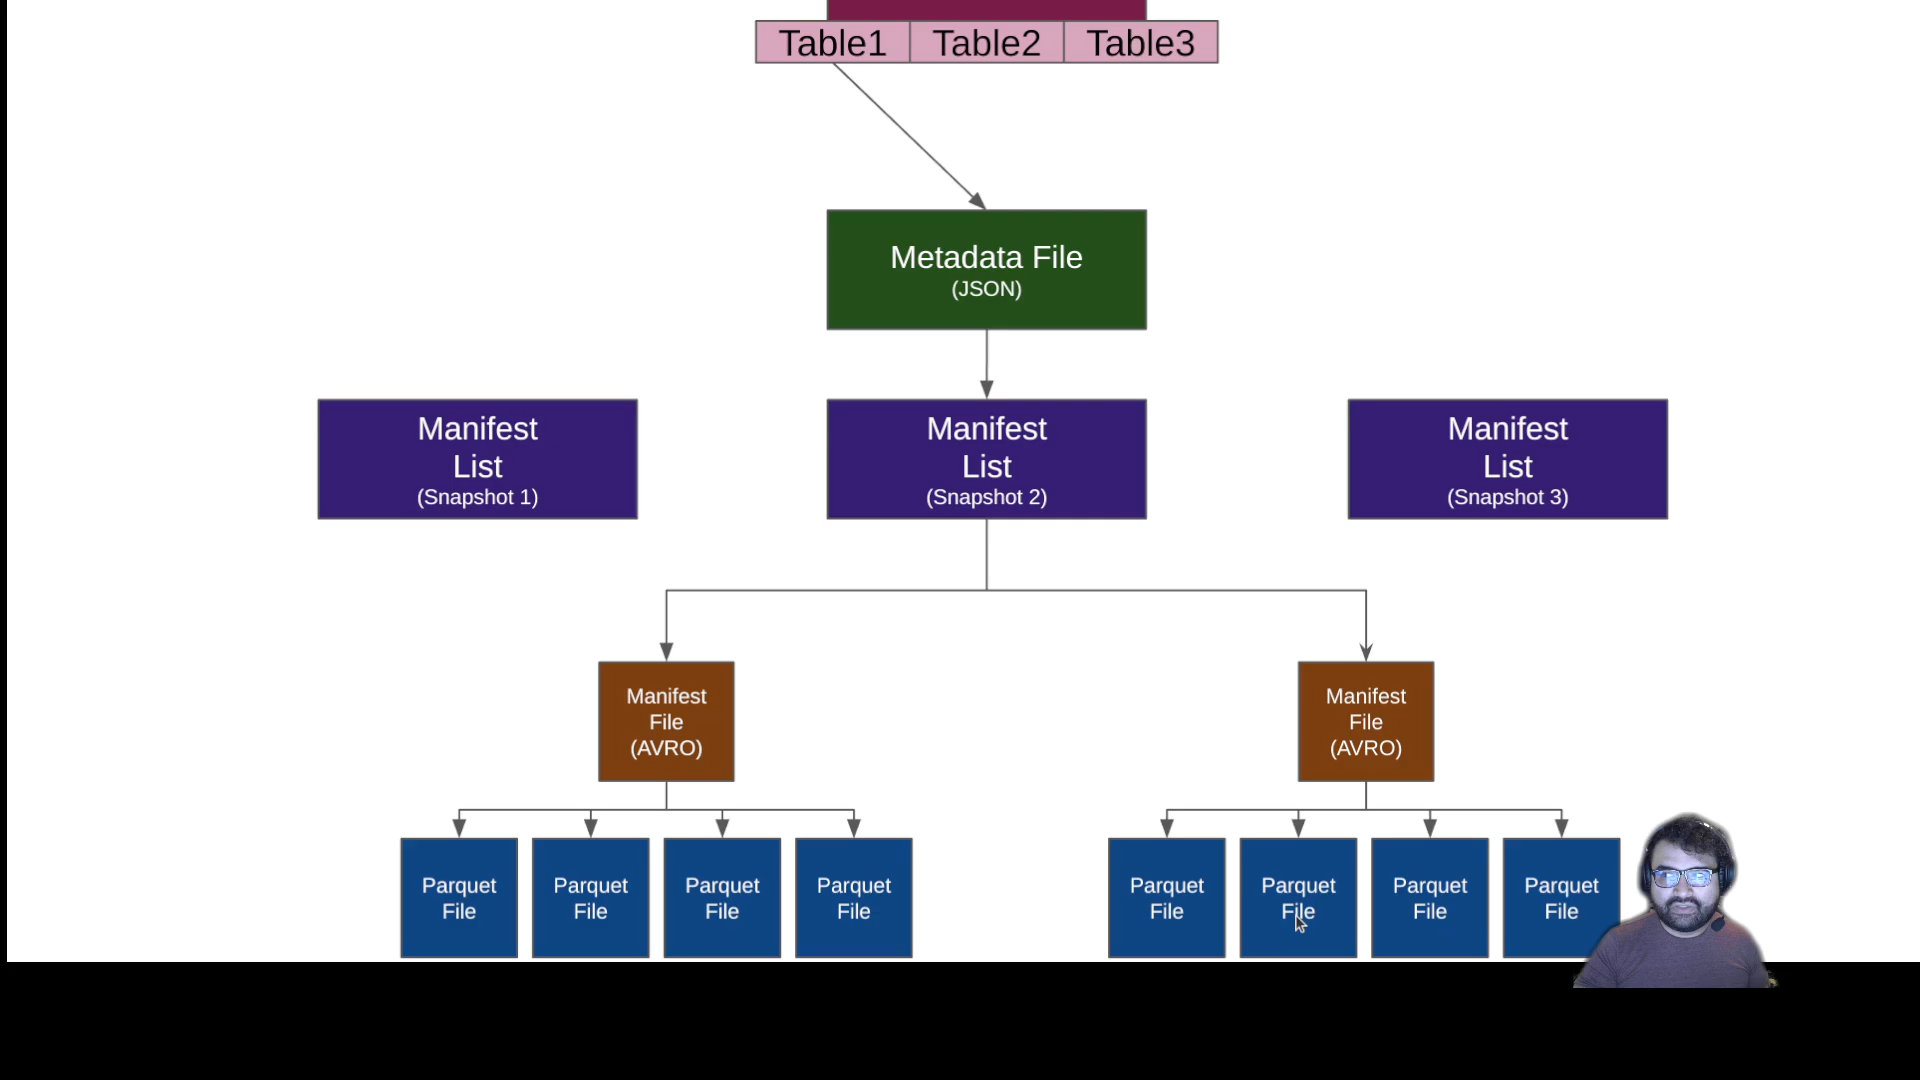 Table1 Table2 Table3
Metadata File
(JSON)
Manifest
List
(Snapshot 1)
Manifest
List
(Snapshot 2)
Manifest
List
(Snapshot 3)
Manifest
File
(AVRO)
Manifest
File
(AVRO)
Parquet
File
Parquet
File
Parquet
File
Parquet
File
Parquet
File
Parquet
File
Parquet
File
Parquet
File